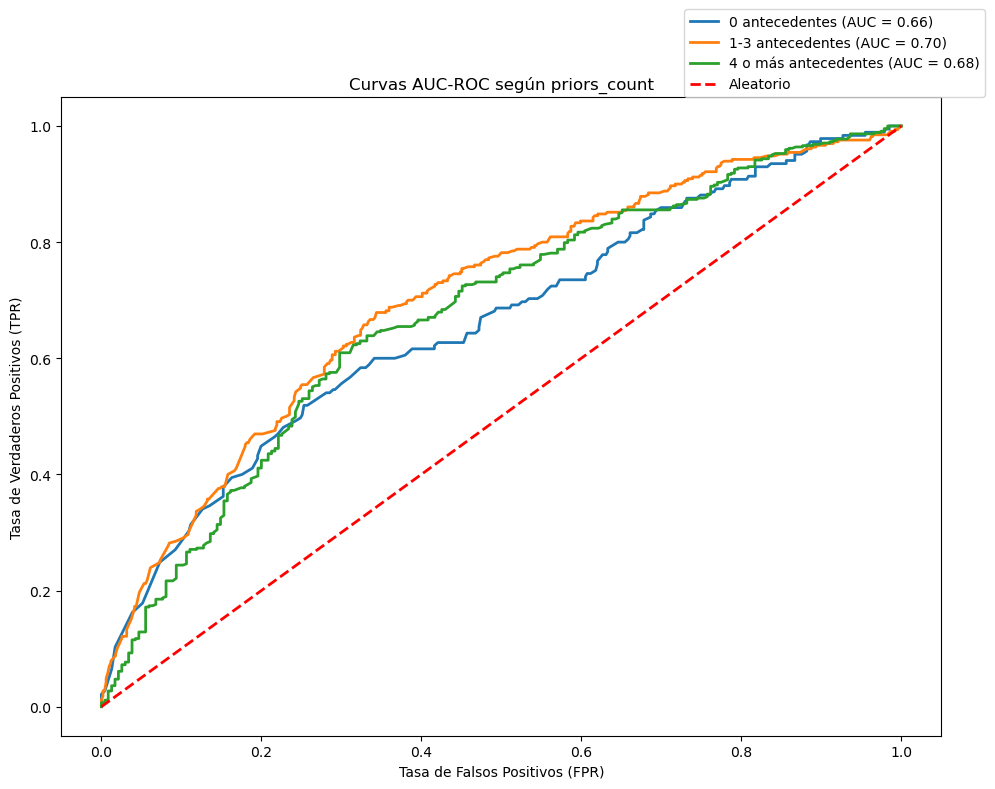 0 antecedentes (AUC = 0.66)
1-3 antecedentes (AUC = 0.70)
4 o más antecedentes (AUC = 0.68)
Aleatorio
Curvas AUC-ROC según priors_count
Tasa de Verdaderos Positivos (TPR)
1.0
0.8
0.6
0.4
0.2
0.0
0.0 0.2 0.4 0.6 0.8 1.0
Tasa de Falsos Positivos (FPR)